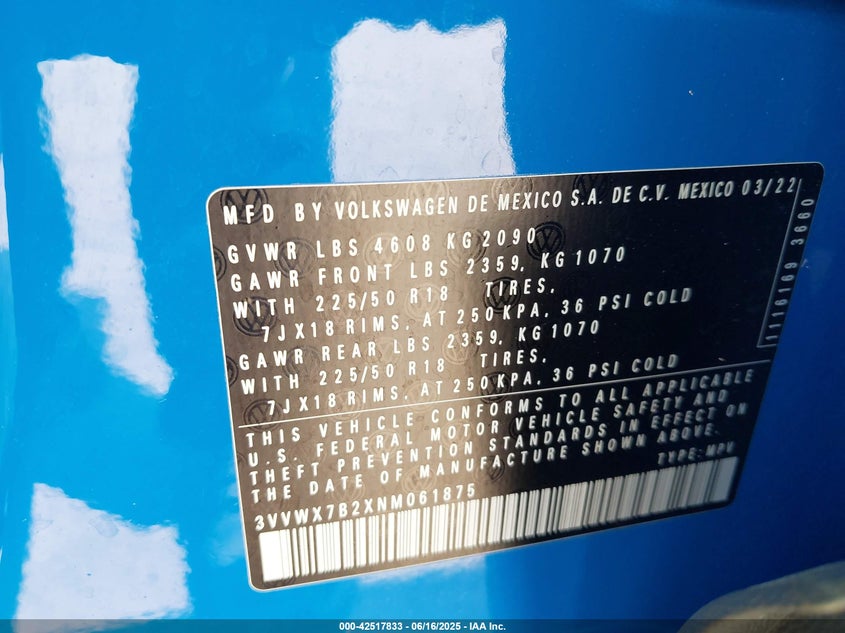 MFD BY VOLKSWAGEN DE MEXICO S.A. DE C.V. MEXICO 03/22
GVWR LBS 4608 KG 2090
GAWR FRONT LBS 2359, KG 1070
WITH 225/50 R18 TIRES,
7JX18 RIMS, AT 250 KPA, 36 PSI COLD
GAWR REAR LBS 2359, KG 1070
WITH 225/50 R18 TIRES,
7JX18 RIMS, AT 250 KPA, 36 PSI COLD
1116169 3660
THIS VEHICLE CONFORMS TO ALL APPLICABLE
U.S. FEDERAL MOTOR VEHICLE SAFETY AND
THEFT PREVENTION STANDARDS IN EFFECT ON
THE DATE OF MANUFACTURE SHOWN ABOVE.
3VVWX7B2XNM061875 TYPE: MPV
000-42517833 - 06/16/2025 - IAA Inc.